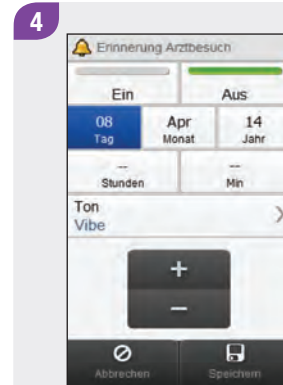 4
Erinnerung Arztbesuch
Ein Aus
08 Apr 14
Tag Monat Jahr
-- --
Stunden Min
Ton
Vibe
+
−
Abbrechen Speichern